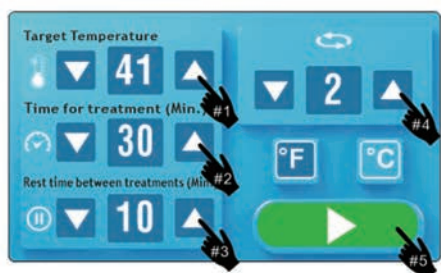 Target Temperature
41
#1
Time for treatment (Min.)
30
#2
Rest time between treatments (Min
10
#3
2
#4
°F
°C
#5